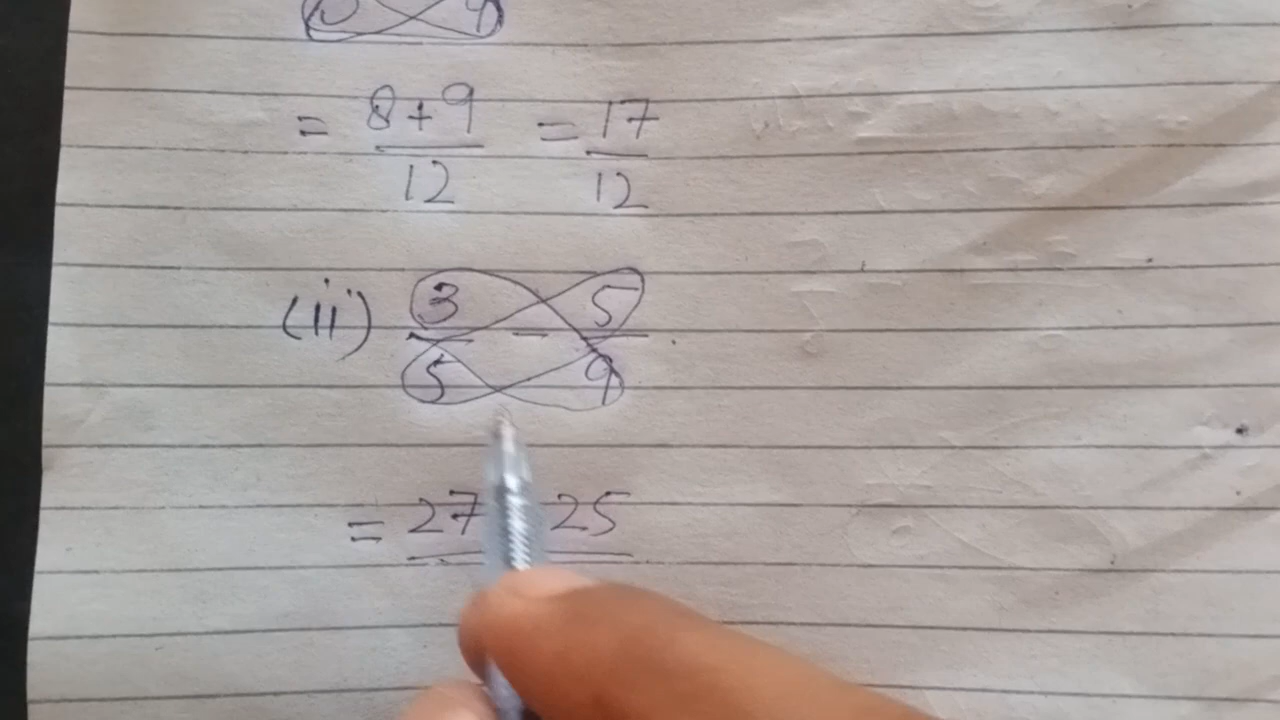 = 8+9 = 17
12 12
(ii) 3 - 5
5 9
= 27 25